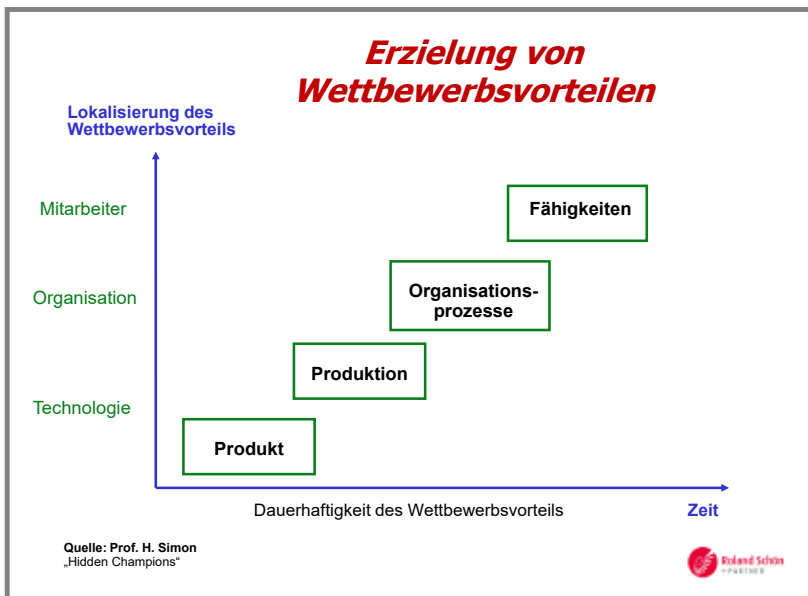 Erzielung von
Wettbewerbsvorteilen
Lokalisierung des
Wettbewerbsvorteils
Mitarbeiter
Fähigkeiten
Organisation
Organisations-
prozesse
Produktion
Technologie
Produkt
Dauerhaftigkeit des Wettbewerbsvorteils
Zeit
Quelle: Prof. H. Simon
„Hidden Champions“
Roland Schön
+ PARTNER